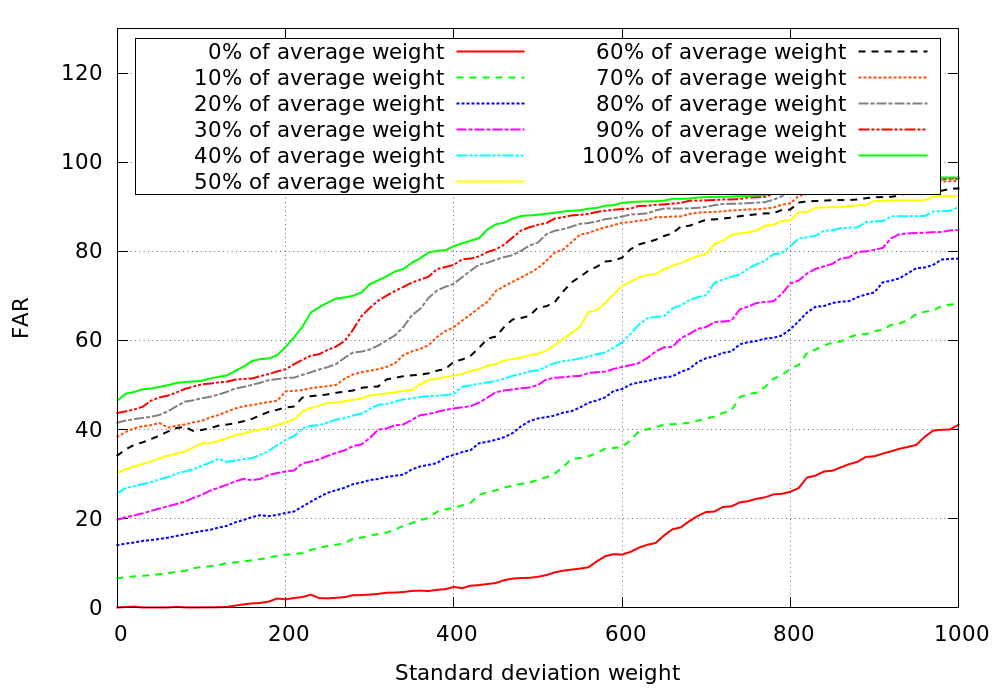 0% of average weight
10% of average weight
20% of average weight
30% of average weight
40% of average weight
50% of average weight
60% of average weight
70% of average weight
80% of average weight
90% of average weight
100% of average weight
120
100
80
60
40
20
0
FAR
0 200 400 600 800 1000
Standard deviation weight